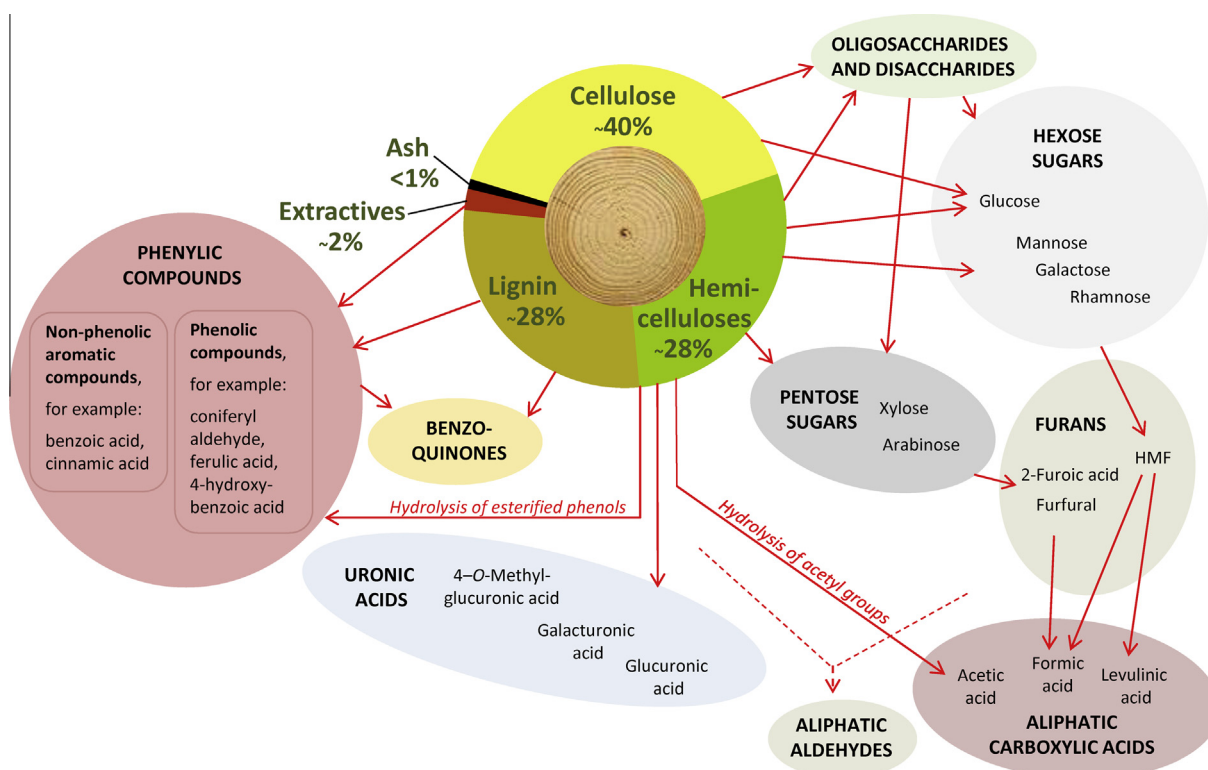 OLIGOSACCHARIDES
AND DISACCHARIDES
Cellulose
~40%
Ash
<1%
Extractives
~2%
Lignin
~28%
Hemi-
celluloses
~28%
HEXOSE
SUGARS
Glucose
Mannose
Galactose
Rhamnose
PHENYLIC
COMPOUNDS
Non-phenolic
aromatic
compounds,
for example:
benzoic acid,
cinnamic acid
Phenolic
compounds,
for example:
coniferyl
aldehyde,
ferulic acid,
4-hydroxy-
benzoic acid
BENZO-
QUINONES
PENTOSE
SUGARS
Xylose
Arabinose
FURANS
HMF
2-Furoic acid
Furfural
Hydrolysis of esterified phenols
Hydrolysis of acetyl groups
URONIC
ACIDS
4–O-Methyl-
glucuronic acid
Galacturonic
acid
Glucuronic
acid
ALIPHATIC
ALDEHYDES
Acetic
acid
Formic
acid
Levulinic
acid
ALIPHATIC
CARBOXYLIC ACIDS